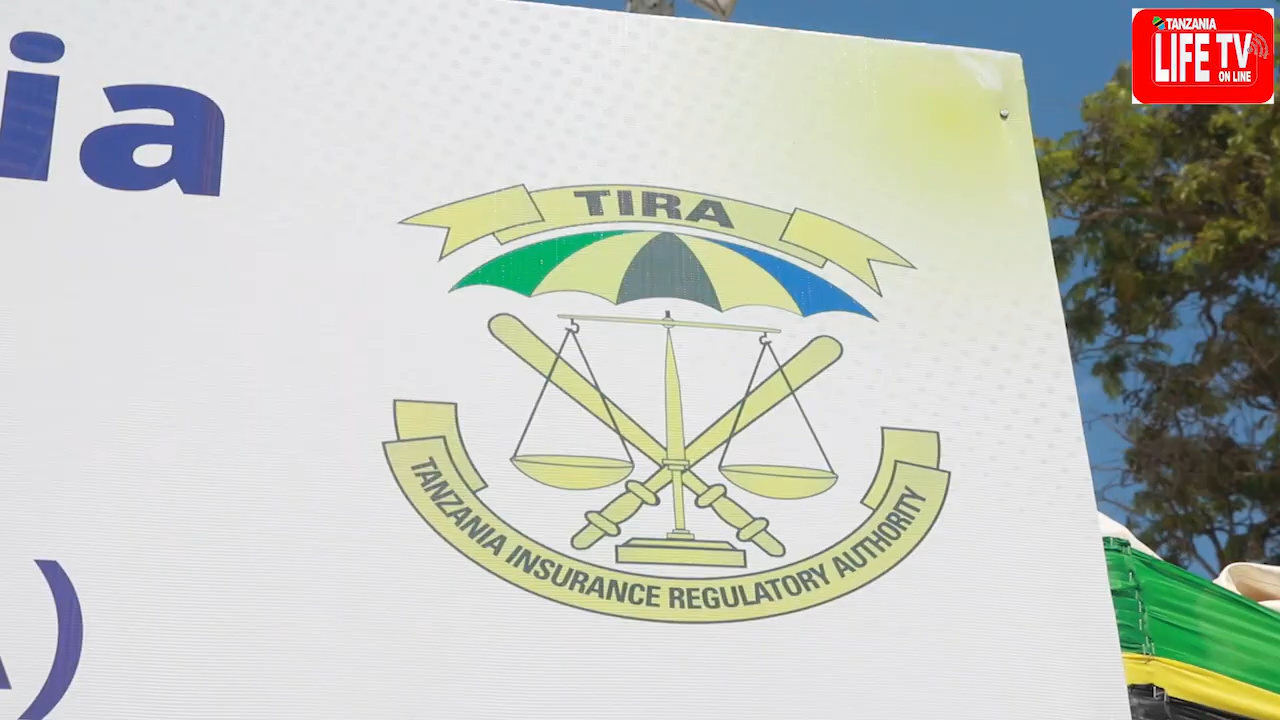 TANZANIA
LIFE TV
ON LINE
ia
TIRA
TANZANIA INSURANCE REGULATORY AUTHORITY
)